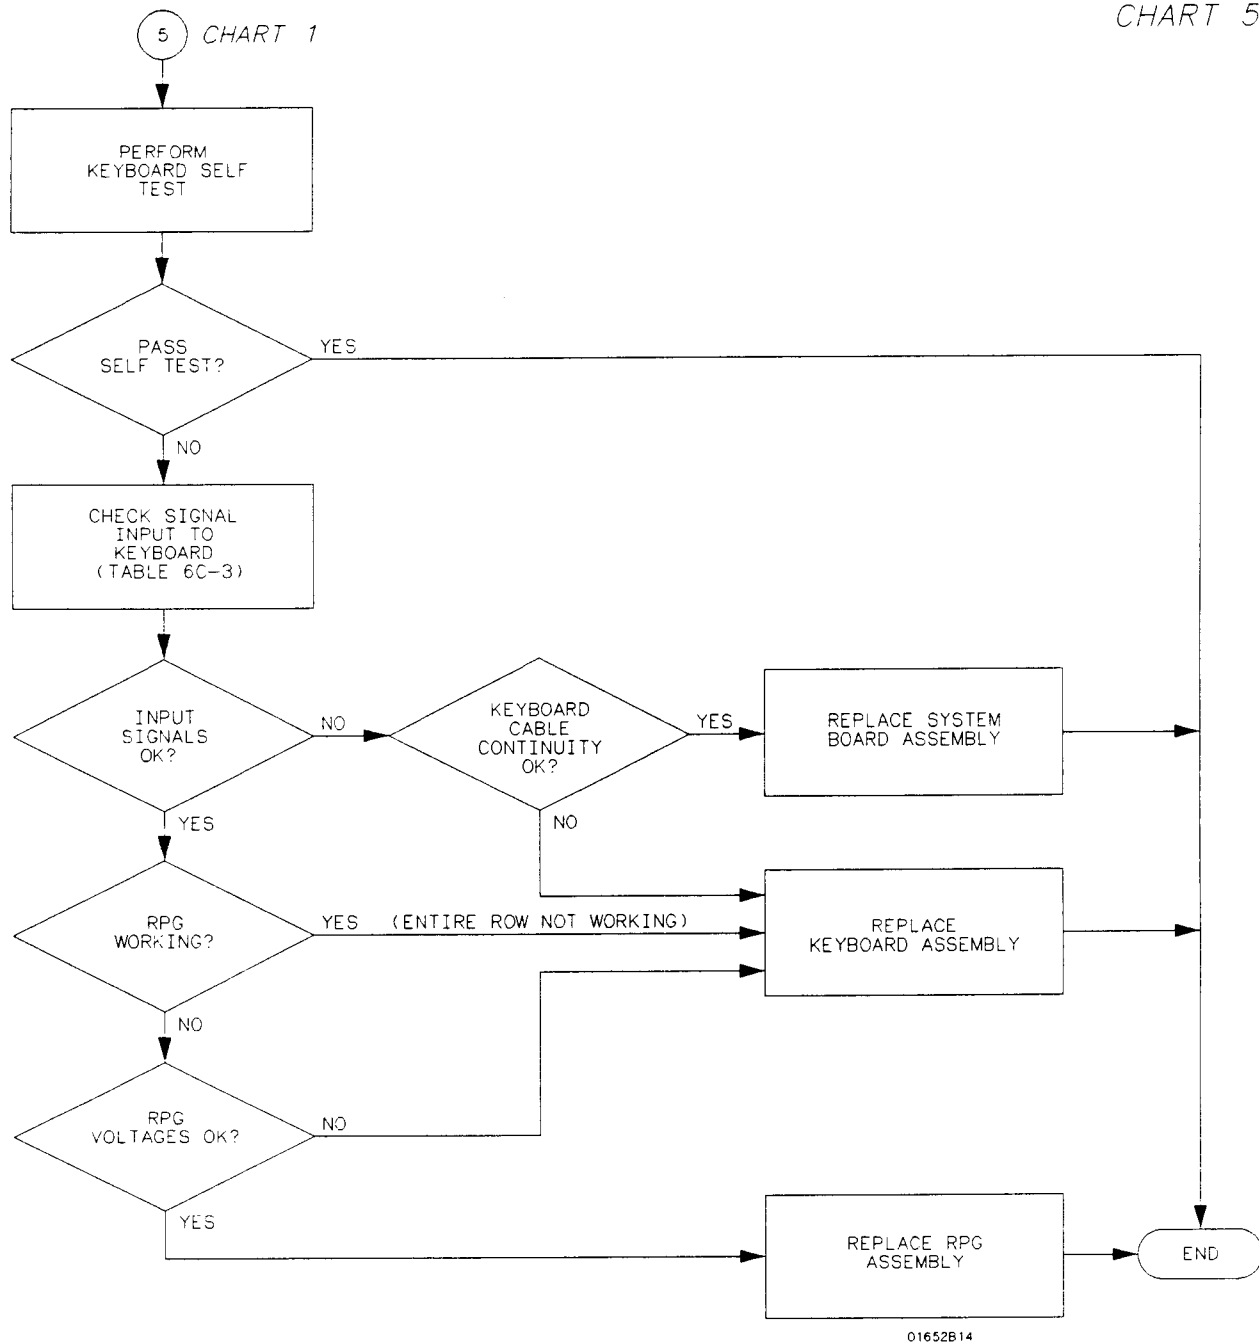 CHART 5
5 CHART 1
PERFORM
KEYBOARD SELF
TEST
PASS
SELF TEST?
YES
NO
CHECK SIGNAL
INPUT TO
KEYBOARD
(TABLE 6C-3)
INPUT
SIGNALS
OK?
NO
KEYBOARD
CABLE
CONTINUITY
OK?
YES
REPLACE SYSTEM
BOARD ASSEMBLY
YES
NO
RPG
WORKING?
YES (ENTIRE ROW NOT WORKING)
REPLACE
KEYBOARD ASSEMBLY
NO
RPG
VOLTAGES OK?
NO
YES
REPLACE RPG
ASSEMBLY
END
01652B14